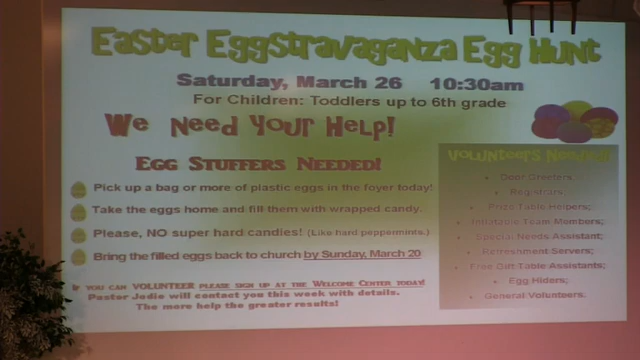 Easter Eggstravaganza Egg Hunt
Saturday, March 26 10:30am
For Children: Toddlers up to 6th grade
We Need Your Help!
Egg Stuffers Needed!
Pick up a bag or more of plastic eggs in the foyer today!
Take the eggs home and fill them with wrapped candy.
Please, NO super hard candies! (Like hard peppermints.)
Bring the filled eggs back to church by Sunday, March 20
If you can VOLUNTEER please sign up at the Welcome Center today!
Pastor Jodie will contact you this week with details.
The more help the greater results!
Volunteers Needed!
Door Greeters
Registrars
Prize Table Helpers;
Inflatable Team Members;
Special Needs Assistant;
Refreshment Servers;
Free Gift Table Assistants;
Egg Hiders;
General Volunteers.